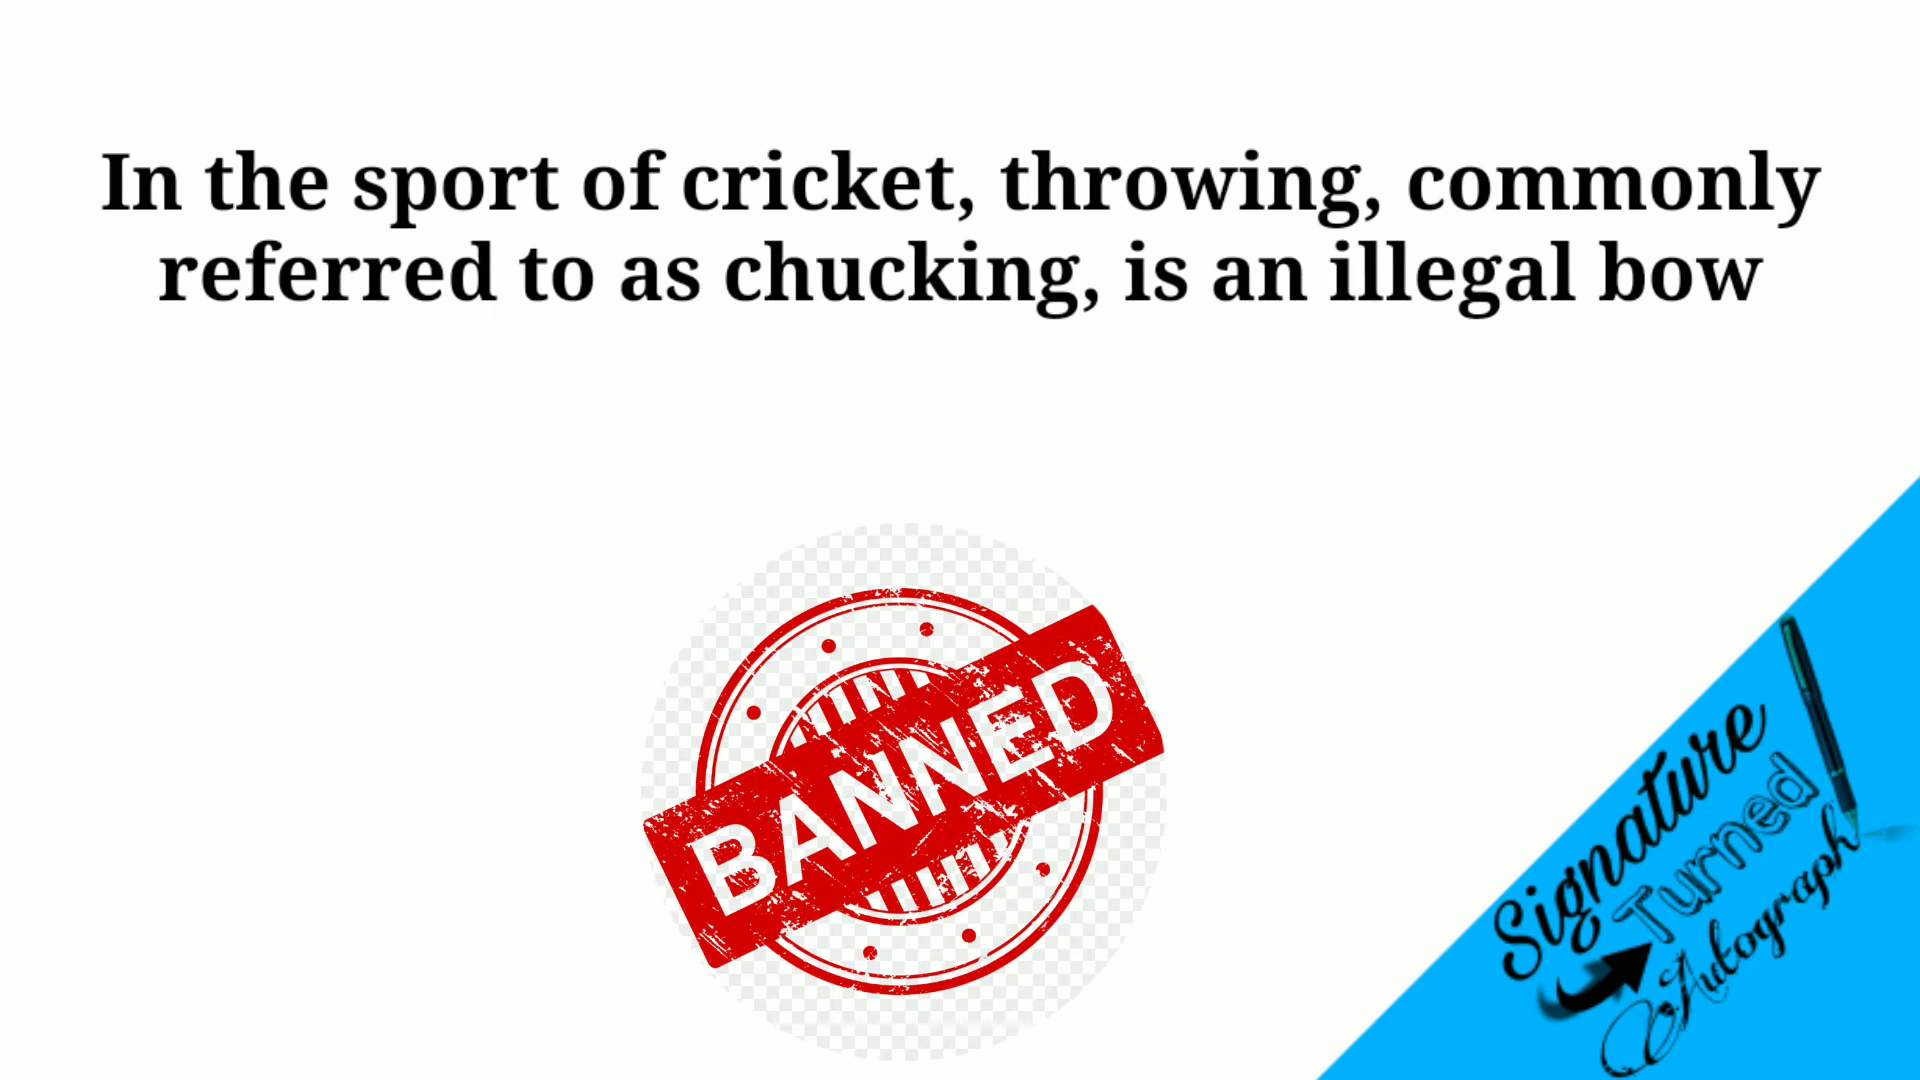 In the sport of cricket, throwing, commonly
referred to as chucking, is an illegal bow
BANNED
Signature
Turned
Autograph